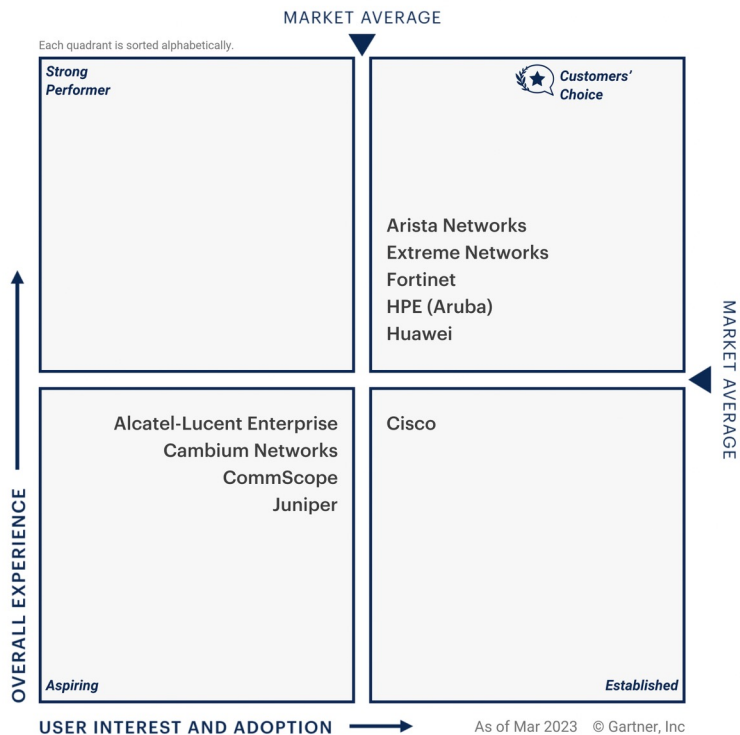 MARKET AVERAGE
Each quadrant is sorted alphabetically.
Strong
Performer
Customers'
Choice
Arista Networks
Extreme Networks
Fortinet
HPE (Aruba)
Huawei
MARKET AVERAGE
Alcatel-Lucent Enterprise
Cambium Networks
CommScope
Juniper
Cisco
OVERALL EXPERIENCE
Aspiring
Established
USER INTEREST AND ADOPTION
As of Mar 2023 © Gartner, Inc